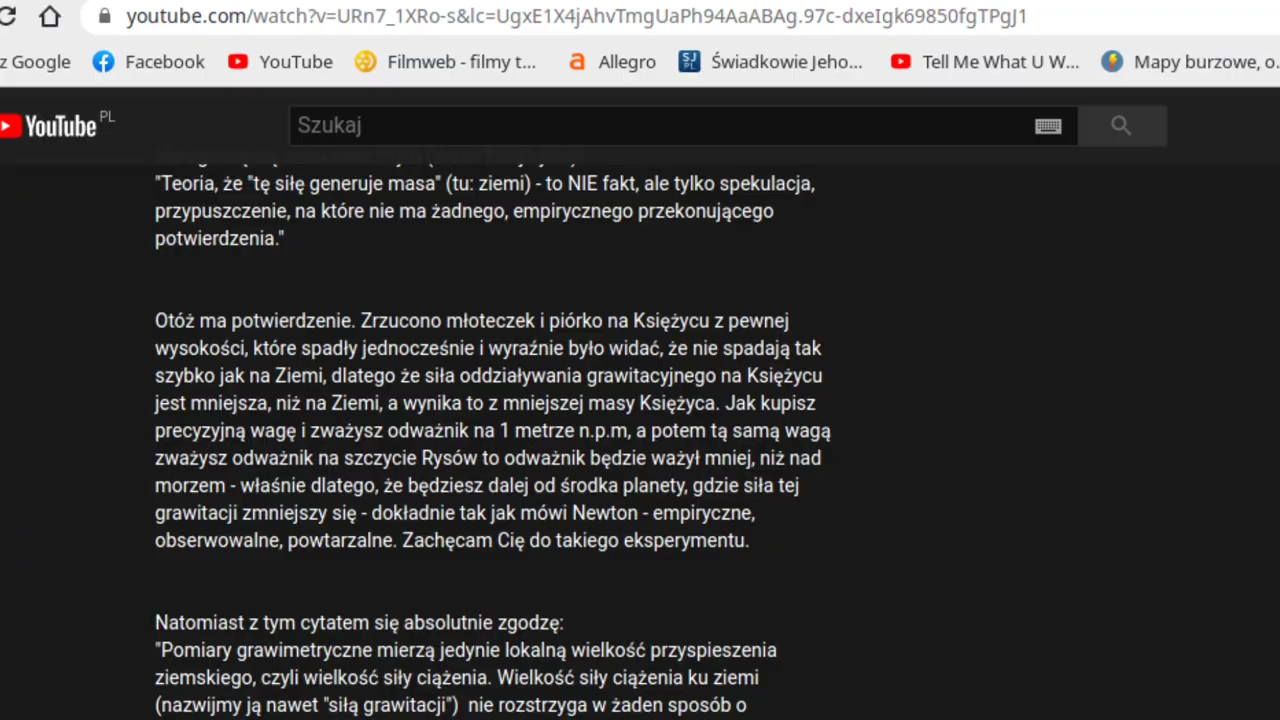 youtube.com/watch?v=URn7_1XRo-s&lc=UgxE1X4jAhvTmgUaPh94AaABAg.97c-dxeIgk69850fgTPgJ1
z Google Facebook YouTube Filmweb - filmy t... Allegro Świadkowie Jeho... Tell Me What U W... Mapy burzowe, o.
YouTube PL Szukaj
"Teoria, że "tę siłę generuje masa" (tu: ziemi) - to NIE fakt, ale tylko spekulacja,
przypuszczenie, na które nie ma żadnego, empirycznego przekonującego
potwierdzenia."
Otóż ma potwierdzenie. Zrzucono młoteczek i piórko na Księżycu z pewnej
wysokości, które spadły jednocześnie i wyraźnie było widać, że nie spadają tak
szybko jak na Ziemi, dlatego że siła oddziaływania grawitacyjnego na Księżycu
jest mniejsza, niż na Ziemi, a wynika to z mniejszej masy Księżyca. Jak kupisz
precyzyjną wagę i zważysz odważnik na 1 metrze n.p.m, a potem tą samą wagą
zważysz odważnik na szczycie Rysów to odważnik będzie ważył mniej, niż nad
morzem - właśnie dlatego, że będziesz dalej od środka planety, gdzie siła tej
grawitacji zmniejszy się - dokładnie tak jak mówi Newton - empiryczne,
obserwowalne, powtarzalne. Zachęcam Cię do takiego eksperymentu.
Natomiast z tym cytatem się absolutnie zgodzę:
"Pomiary grawimetryczne mierzą jedynie lokalną wielkość przyspieszenia
ziemskiego, czyli wielkość siły ciążenia. Wielkość siły ciążenia ku ziemi
(nazwijmy ją nawet "siłą grawitacji")  nie rozstrzyga w żaden sposób o